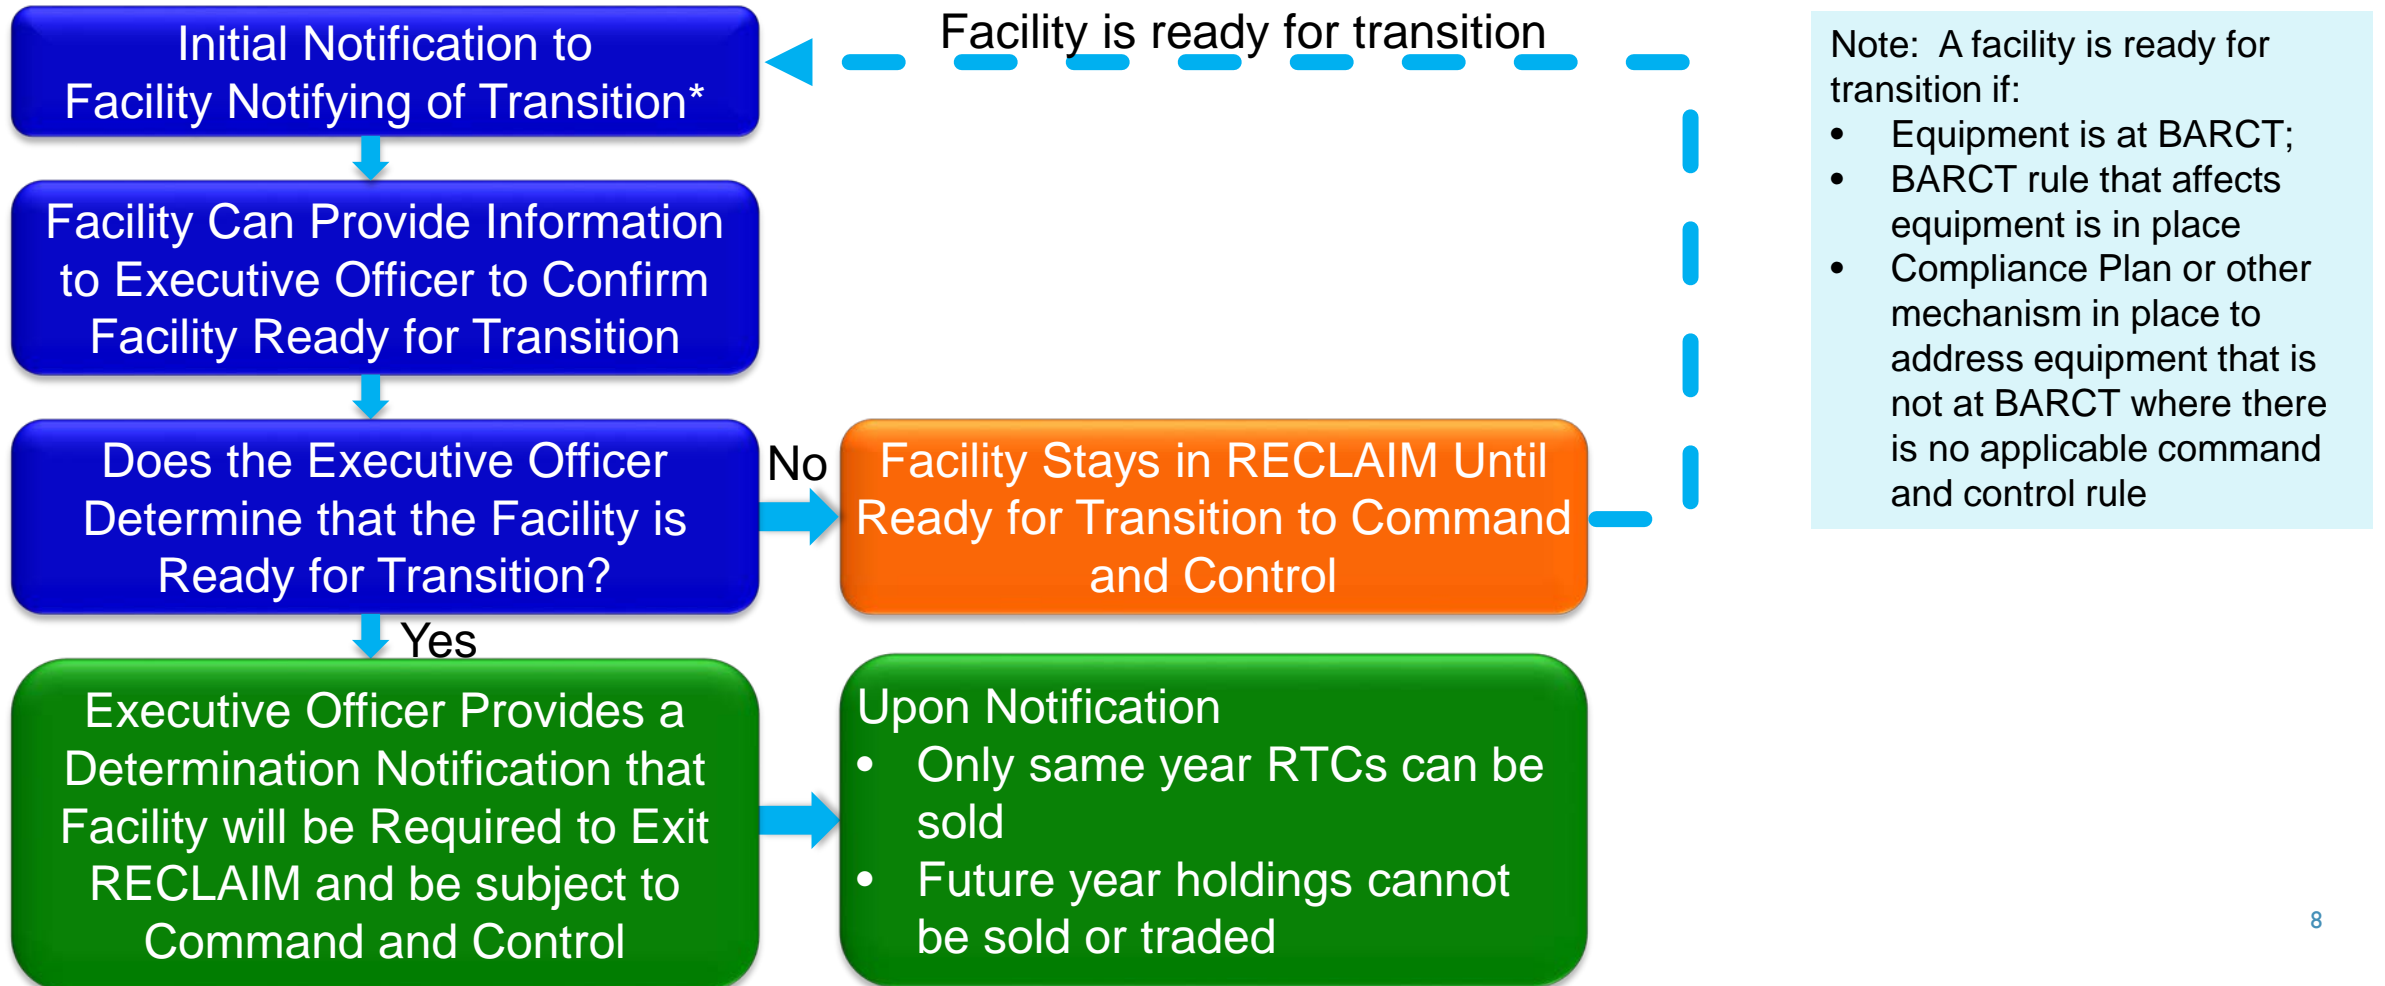 Initial Notification to
Facility Notifying of Transition*
Facility is ready for transition
Facility Can Provide Information
to Executive Officer to Confirm
Facility Ready for Transition
Does the Executive Officer
Determine that the Facility is
Ready for Transition?
No
Facility Stays in RECLAIM Until
Ready for Transition to Command
and Control
Yes
Executive Officer Provides a
Determination Notification that
Facility will be Required to Exit
RECLAIM and be subject to
Command and Control
Upon Notification
• Only same year RTCs can be
sold
• Future year holdings cannot
be sold or traded
Note: A facility is ready for
transition if:
• Equipment is at BARCT;
• BARCT rule that affects
equipment is in place
• Compliance Plan or other
mechanism in place to
address equipment that is
not at BARCT where there
is no applicable command
and control rule
8